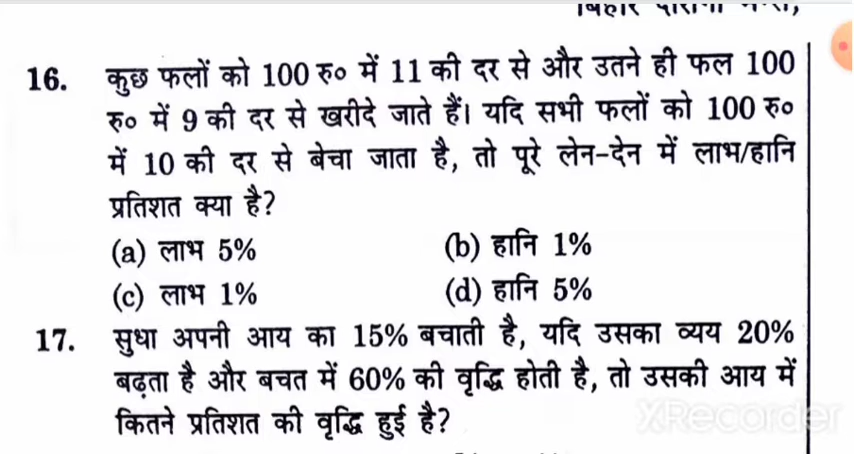 16. कुछ फलों को 100 रु० में 11 की दर से और उतने ही फल 100
रु० में 9 की दर से खरीदे जाते हैं। यदि सभी फलों को 100 रु०
में 10 की दर से बेचा जाता है, तो पूरे लेन-देन में लाभ/हानि
प्रतिशत क्या है?
(a) लाभ 5% (b) हानि 1%
(c) लाभ 1% (d) हानि 5%
17. सुधा अपनी आय का 15% बचाती है, यदि उसका व्यय 20%
बढ़ता है और बचत में 60% की वृद्धि होती है, तो उसकी आय में
कितने प्रतिशत की वृद्धि हुई है?
XRecorder